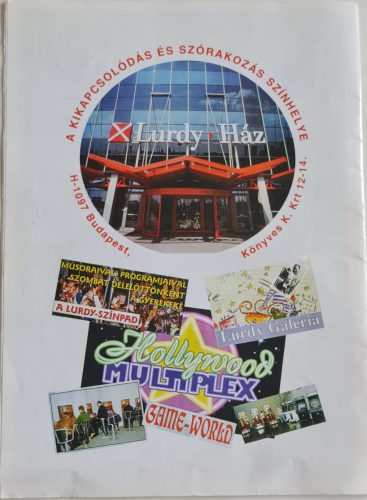 A KIKAPCSOLÓDÁS ÉS SZÓRAKOZÁS SZÍNHELYE
Lurdy Ház
H-1097 Budapest,
Könyves K. Krt 12-14.
MŰSORAIVAL, PROGRAMJAIVAL
SZOMBAT DÉLELŐTTÖNKÉNT
A GYEREKEKÉ
A LURDY-SZÍNPAD
Lurdy Galéria
Hollywood
MULTIPLEX
GAME-WORLD